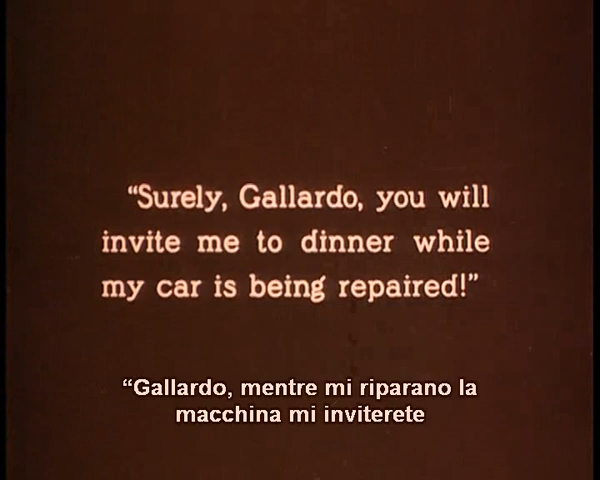 “Surely, Gallardo, you will
invite me to dinner while
my car is being repaired!”
“Gallardo, mentre mi riparano la
macchina mi inviterete